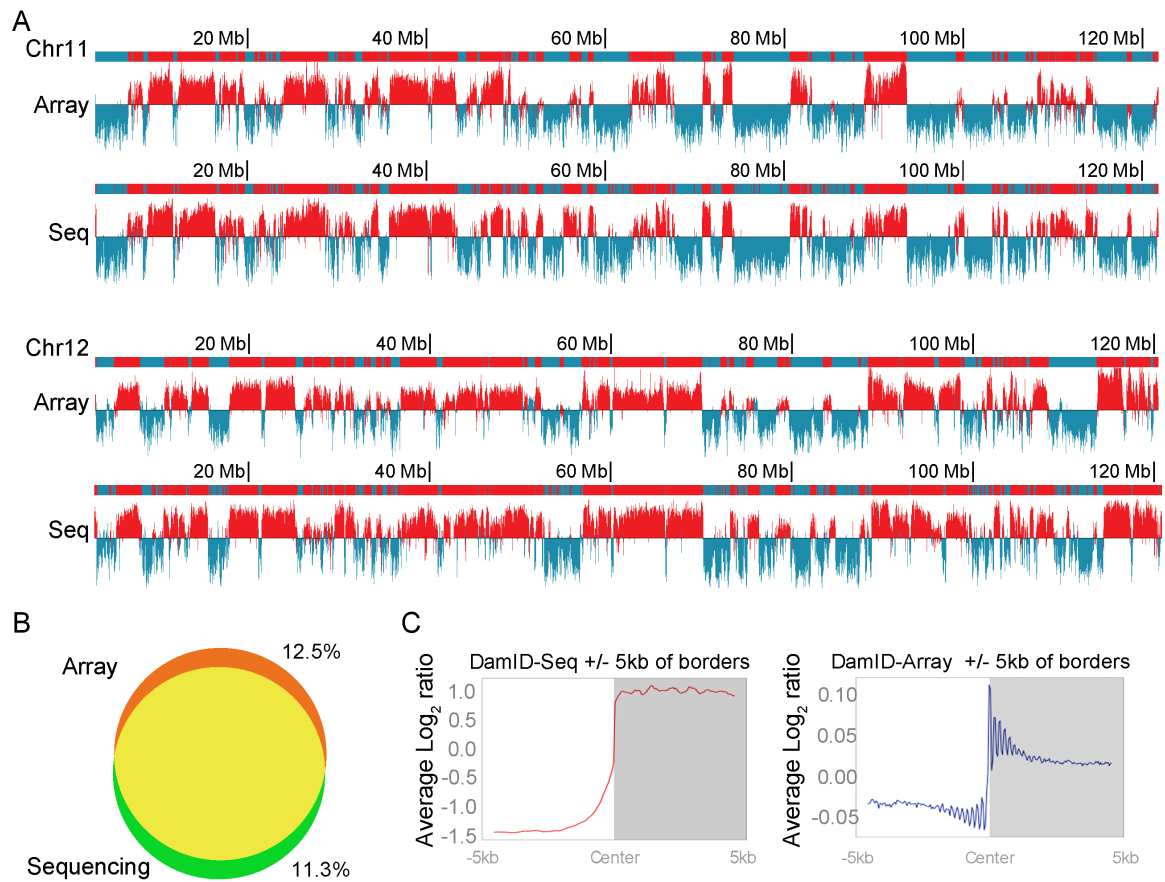 A
20 Mb 40 Mb 60 Mb 80 Mb 100 Mb 120 Mb
Chr11
Array
20 Mb 40 Mb 60 Mb 80 Mb 100 Mb 120 Mb
Seq
20 Mb 40 Mb 60 Mb 80 Mb 100 Mb 120 Mb
Chr12
Array
20 Mb 40 Mb 60 Mb 80 Mb 100 Mb 120 Mb
Seq
B
Array
12.5%
Sequencing
11.3%
C
DamID-Seq +/- 5kb of borders
Average Log2 ratio
1.0
0.5
0.0
-0.5
-1.0
-1.5
-5kb Center 5kb
DamID-Array +/- 5kb of borders
Average Log2 ratio
0.10
0.05
0.00
-0.05
-5kb Center 5kb